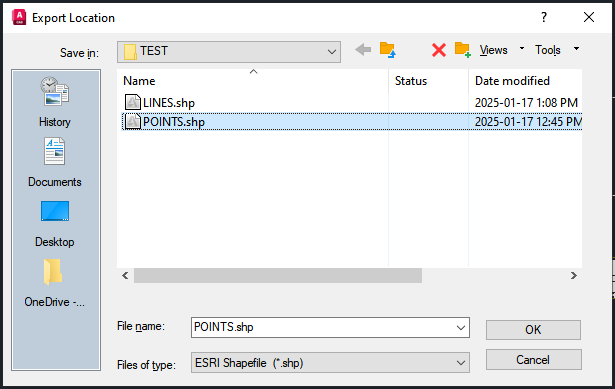 A
CAD
Export Location
Save in:
TEST
Views
Tools
Name
Status
Date modified
LINES.shp
2025-01-17 1:08 PM
POINTS.shp
2025-01-17 12:45 PM
History
Documents
Desktop
OneDrive -...
File name:
POINTS.shp
OK
Files of type:
ESRI Shapefile (*.shp)
Cancel